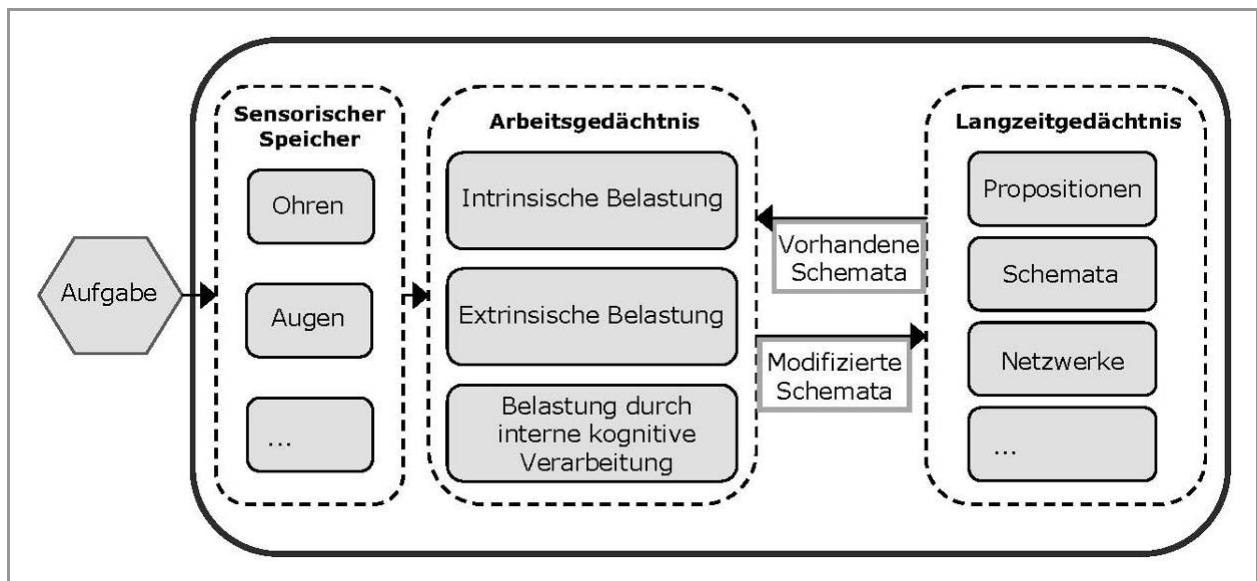 Aufgabe
Sensorischer
Speicher
Ohren
Augen
...
Arbeitsgedächtnis
Intrinsische Belastung
Extrinsische Belastung
Belastung durch
interne kognitive
Verarbeitung
Vorhandene
Schemata
Modifizierte
Schemata
Langzeitgedächtnis
Propositionen
Schemata
Netzwerke
...